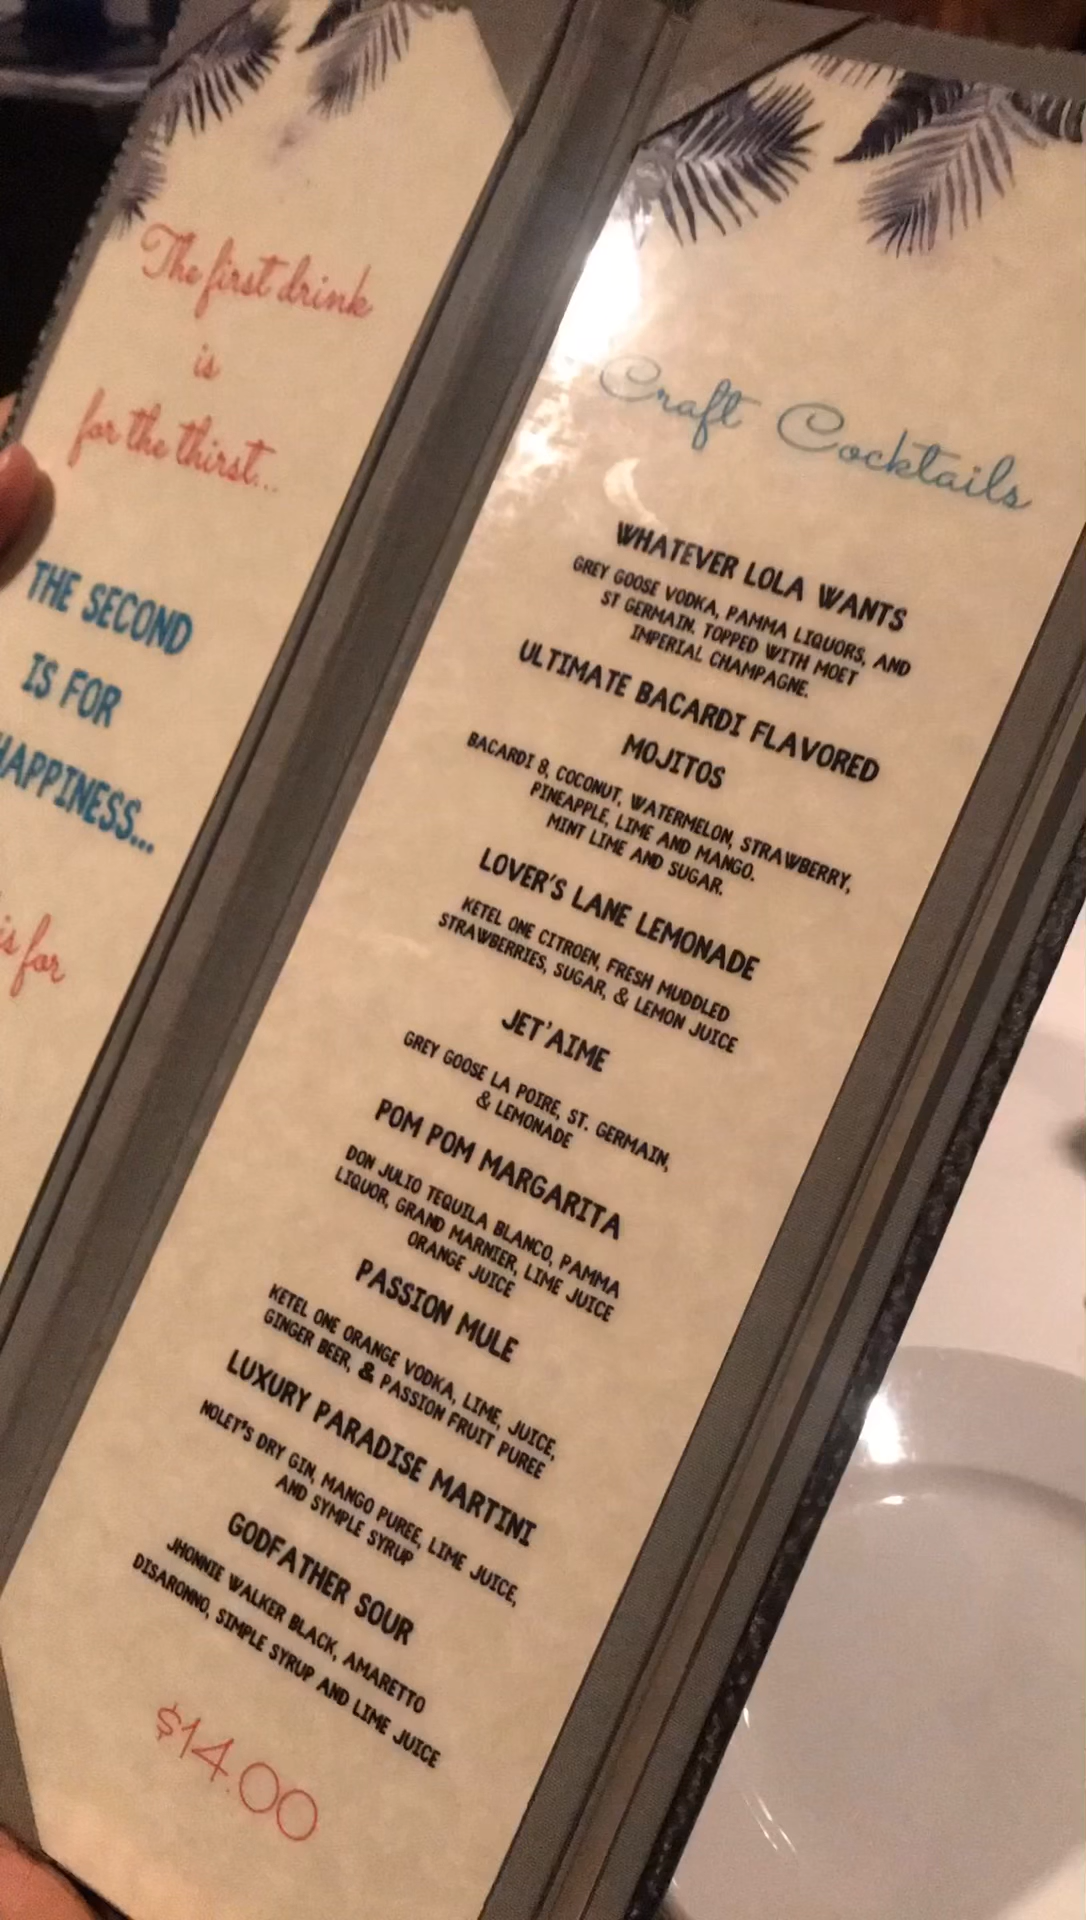 The first drink
is
for the thirst...
THE SECOND
IS FOR
HAPPINESS...
is for
Craft Cocktails
WHATEVER LOLA WANTS
GREY GOOSE VODKA, PAMMA LIQUORS, AND
ST GERMAIN. TOPPED WITH MOET
IMPERIAL CHAMPAGNE.
ULTIMATE BACARDI FLAVORED
MOJITOS
BACARDI 8, COCONUT, WATERMELON, STRAWBERRY,
PINEAPPLE, LIME AND MANGO.
MINT LIME AND SUGAR.
LOVER'S LANE LEMONADE
KETEL ONE CITROEN, FRESH MUDDLED
STRAWBERRIES, SUGAR, & LEMON JUICE
JET'AIME
GREY GOOSE LA POIRE, ST. GERMAIN,
& LEMONADE
POM POM MARGARITA
DON JULIO TEQUILA BLANCO, PAMMA
LIQUOR, GRAND MARNIER, LIME JUICE
ORANGE JUICE
PASSION MULE
KETEL ONE ORANGE VODKA, LIME, JUICE,
GINGER BEER, & PASSION FRUIT PUREE
LUXURY PARADISE MARTINI
NOLET'S DRY GIN, MANGO PUREE, LIME JUICE,
AND SYMPLE SYRUP
GODFATHER SOUR
JHONNIE WALKER BLACK, AMARETTO
DISARONNO, SIMPLE SYRUP AND LIME JUICE
$14.00